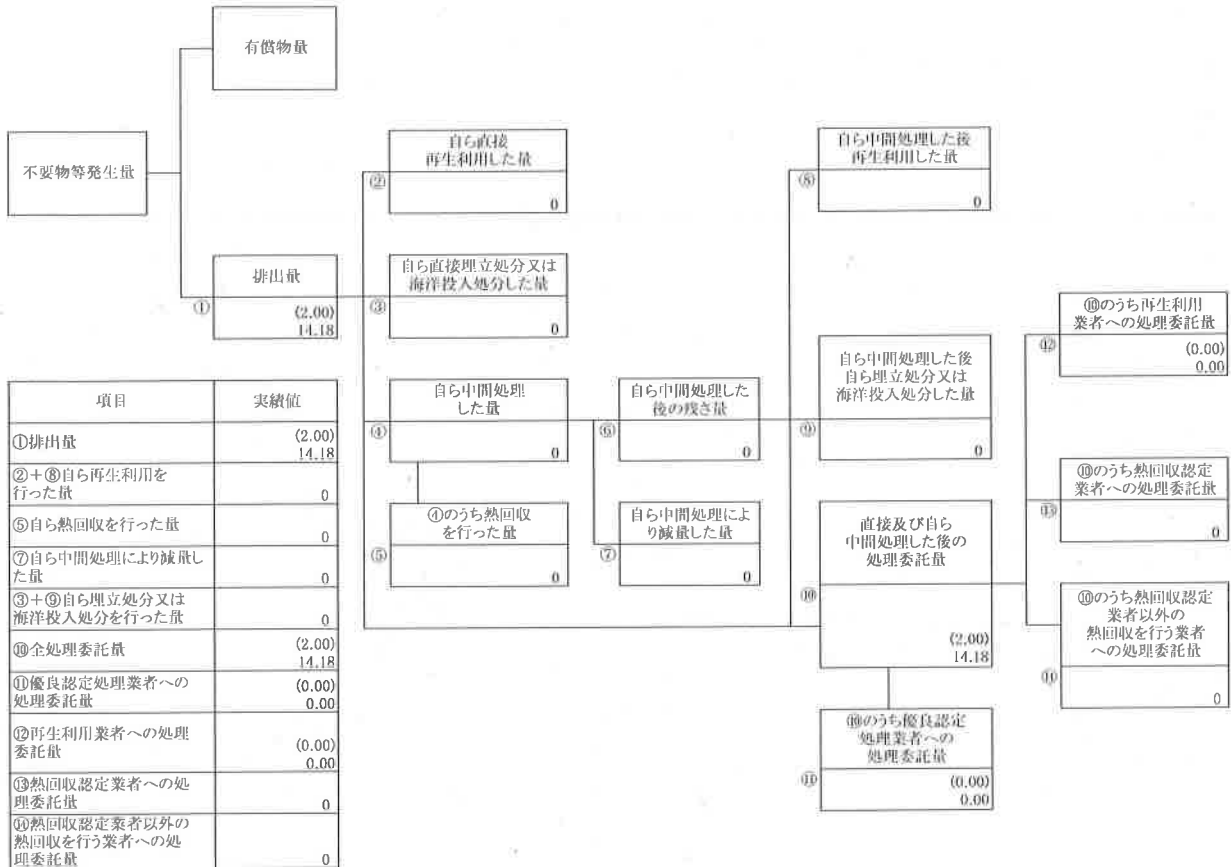 有償物量
不要物等発生量
排出量
①
(2.00)
14.18
自ら直接
再生利用した量
②
0
自ら直接埋立処分又は
海洋投入処分した量
③
0
自ら中間処理
した量
④
0
④のうち熱回収
を行った量
⑤
0
自ら中間処理した
後の残さ量
⑥
0
自ら中間処理によ
り減量した量
⑦
0
自ら中間処理した後
再生利用した量
⑧
0
自ら中間処理した後
自ら埋立処分又は
海洋投入処分した量
⑨
0
直接及び自ら
中間処理した後の
処理委託量
⑩
(2.00)
14.18
⑩のうち優良認定
処理業者への
処理委託量
⑪
(0.00)
0.00
⑩のうち再生利用
業者への処理委託量
⑫
(0.00)
0.00
⑩のうち熱回収認定
業者への処理委託量
⑬
0
⑩のうち熱回収認定
業者以外の
熱回収を行う業者
への処理委託量
⑭
0
項目 実績値
①排出量 (2.00)
14.18
②+⑧自ら再生利用を
行った量 0
⑤自ら熱回収を行った量 0
⑦自ら中間処理により減量し
た量 0
③+⑨自ら埋立処分又は
海洋投入処分を行った量 0
⑩全処理委託量 (2.00)
14.18
⑪優良認定処理業者への
処理委託量 (0.00)
0.00
⑫再生利用業者への処理
委託量 (0.00)
0.00
⑬熱回収認定業者への処
理委託量 0
⑭熱回収認定業者以外の
熱回収を行う業者への処
理委託量 0